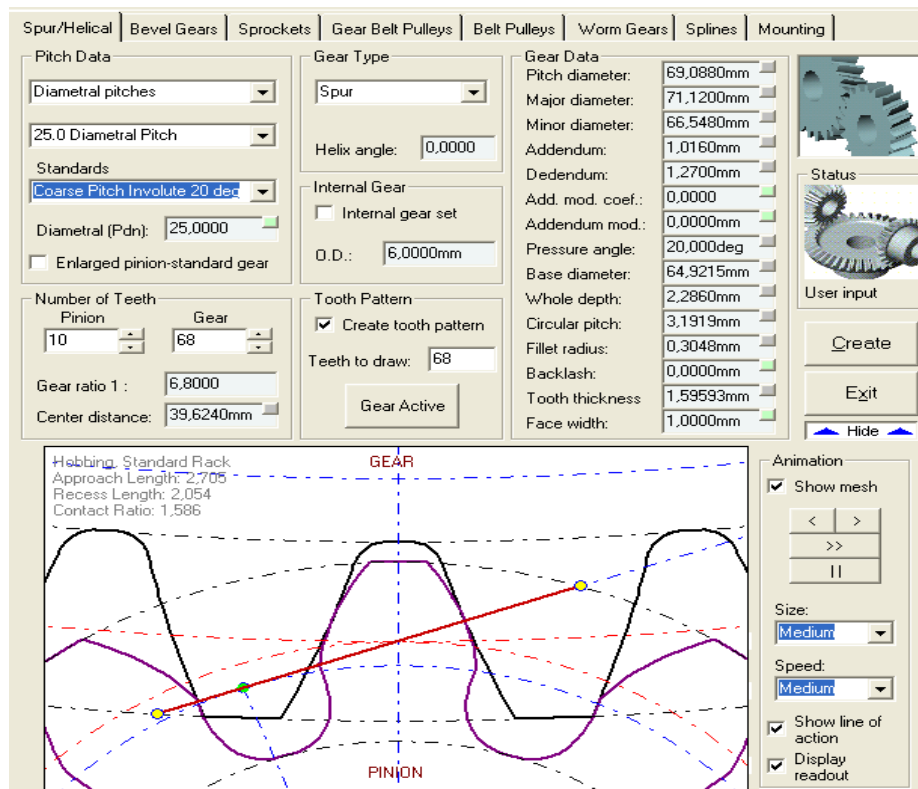 Spur/Helical Bevel Gears Sprockets Gear Belt Pulleys Belt Pulleys Worm Gears Splines Mounting
Pitch Data
Diametral pitches
25.0 Diametral Pitch
Standards
Coarse Pitch Involute 20 deg
Diametral (Pdn): 25,0000
Enlarged pinion-standard gear
Number of Teeth
Pinion Gear
10 68
Gear ratio 1 : 6,8000
Center distance: 39,6240mm
Gear Type
Spur
Helix angle: 0,0000
Internal Gear
Internal gear set
O.D.: 6,0000mm
Tooth Pattern
Create tooth pattern
Teeth to draw: 68
Gear Active
Gear Data
Pitch diameter: 69,0880mm
Major diameter: 71,1200mm
Minor diameter: 66,5480mm
Addendum: 1,0160mm
Dedendum: 1,2700mm
Add. mod. coef.: 0,0000
Addendum mod.: 0,0000mm
Pressure angle: 20,000deg
Base diameter: 64,9215mm
Whole depth: 2,2860mm
Circular pitch: 3,1919mm
Fillet radius: 0,3048mm
Backlash: 0,0000mm
Tooth thickness 1,59593mm
Face width: 1,0000mm
Status
User input
Create
Exit
Hide
Hobbing, Standard Rack
Approach Length: 2,705
Recess Length: 2,054
Contact Ratio: 1,586
GEAR
PINION
Animation
Show mesh
< >
>>
||
Size:
Medium
Speed:
Medium
Show line of
action
Display
readout